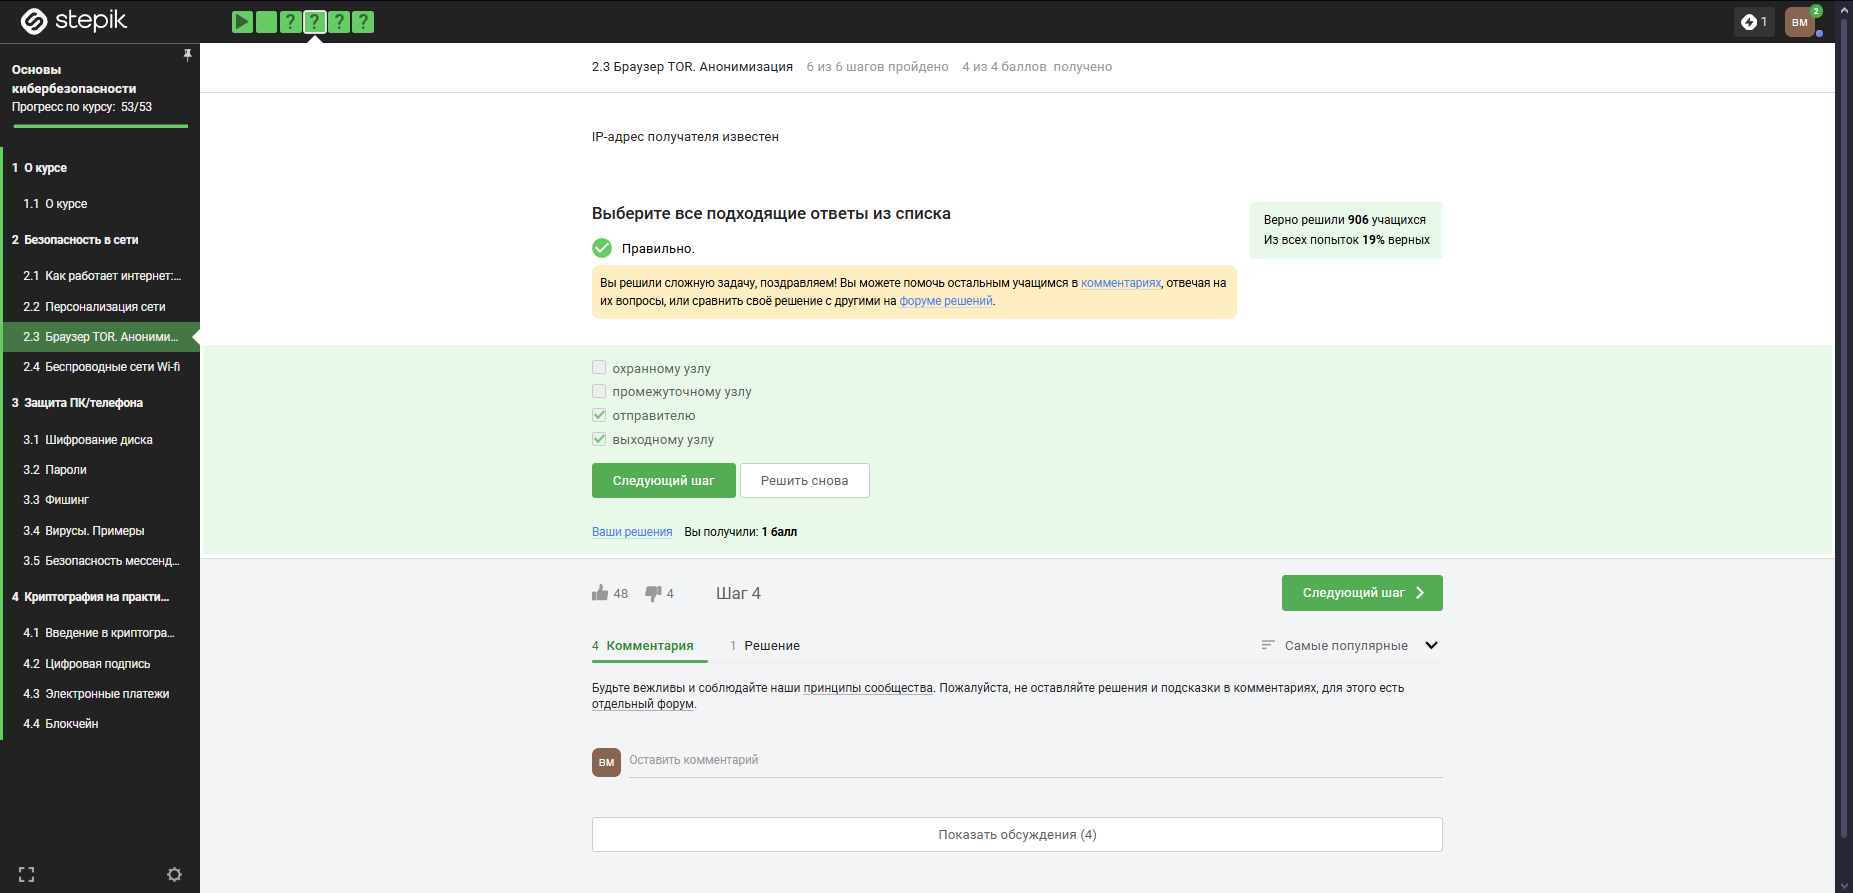 stepik
? ? ? ?
1
ВМ
2
Основы
кибербезопасности
Прогресс по курсу: 53/53
1 О курсе
1.1 О курсе
2 Безопасность в сети
2.1 Как работает интернет:...
2.2 Персонализация сети
2.3 Браузер TOR. Аноними...
2.4 Беспроводные сети Wi-fi
3 Защита ПК/телефона
3.1 Шифрование диска
3.2 Пароли
3.3 Фишинг
3.4 Вирусы. Примеры
3.5 Безопасность мессенд...
4 Криптография на практи...
4.1 Введение в криптогра...
4.2 Цифровая подпись
4.3 Электронные платежи
4.4 Блокчейн
2.3 Браузер TOR. Анонимизация 6 из 6 шагов пройдено 4 из 4 баллов получено
IP-адрес получателя известен
Выберите все подходящие ответы из списка
Верно решили 906 учащихся
Из всех попыток 19% верных
Правильно.
Вы решили сложную задачу, поздравляем! Вы можете помочь остальным учащимся в комментариях, отвечая на
их вопросы, или сравнить своё решение с другими на форуме решений.
охранному узлу
промежуточному узлу
отправителю
выходному узлу
Следующий шаг Решить снова
Ваши решения Вы получили: 1 балл
48 4 Шаг 4 Следующий шаг
4 Комментария 1 Решение Самые популярные
Будьте вежливы и соблюдайте наши принципы сообщества. Пожалуйста, не оставляйте решения и подсказки в комментариях, для этого есть
отдельный форум.
ВМ Оставить комментарий
Показать обсуждения (4)